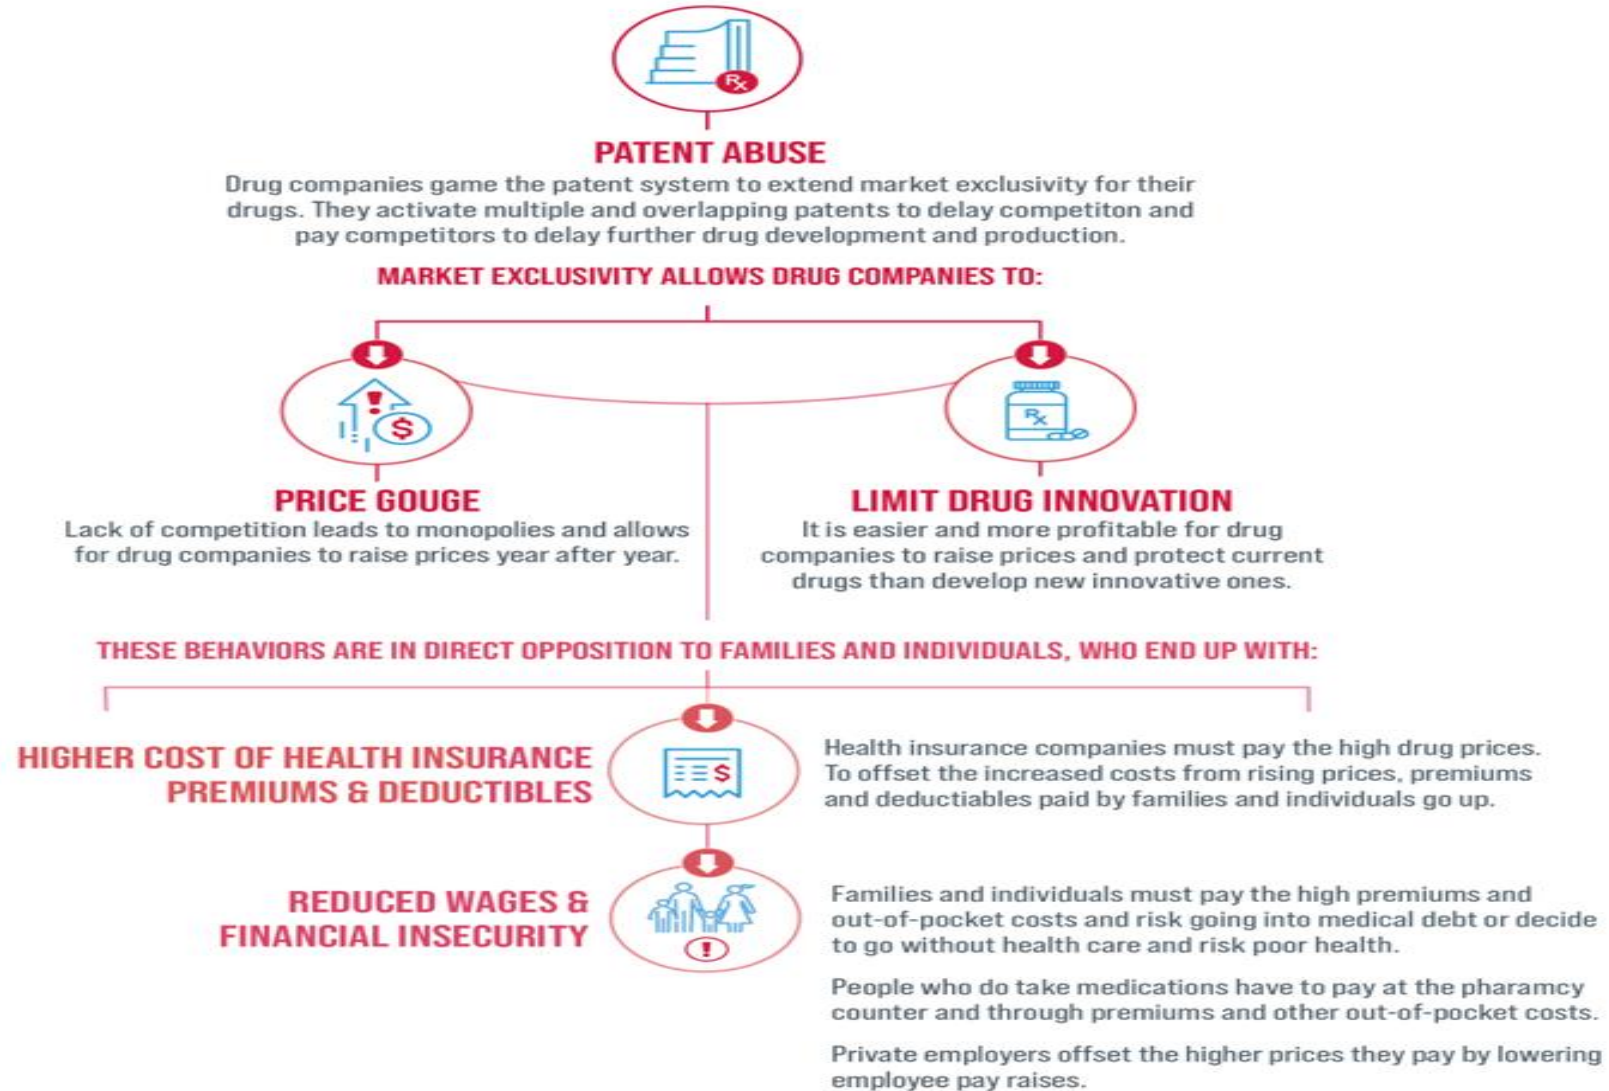 Rx
PATENT ABUSE
Drug companies game the patent system to extend market exclusivity for their
drugs. They activate multiple and overlapping patents to delay competiton and
pay competitors to delay further drug development and production.
MARKET EXCLUSIVITY ALLOWS DRUG COMPANIES TO:
!
$
PRICE GOUGE
Lack of competition leads to monopolies and allows
for drug companies to raise prices year after year.
Rx
LIMIT DRUG INNOVATION
It is easier and more profitable for drug
companies to raise prices and protect current
drugs than develop new innovative ones.
THESE BEHAVIORS ARE IN DIRECT OPPOSITION TO FAMILIES AND INDIVIDUALS, WHO END UP WITH:
HIGHER COST OF HEALTH INSURANCE
PREMIUMS & DEDUCTIBLES
$
Health insurance companies must pay the high drug prices.
To offset the increased costs from rising prices, premiums
and deductiables paid by families and individuals go up.
REDUCED WAGES &
FINANCIAL INSECURITY
!
Families and individuals must pay the high premiums and
out-of-pocket costs and risk going into medical debt or decide
to go without health care and risk poor health.
People who do take medications have to pay at the pharamcy
counter and through premiums and other out-of-pocket costs.
Private employers offset the higher prices they pay by lowering
employee pay raises.